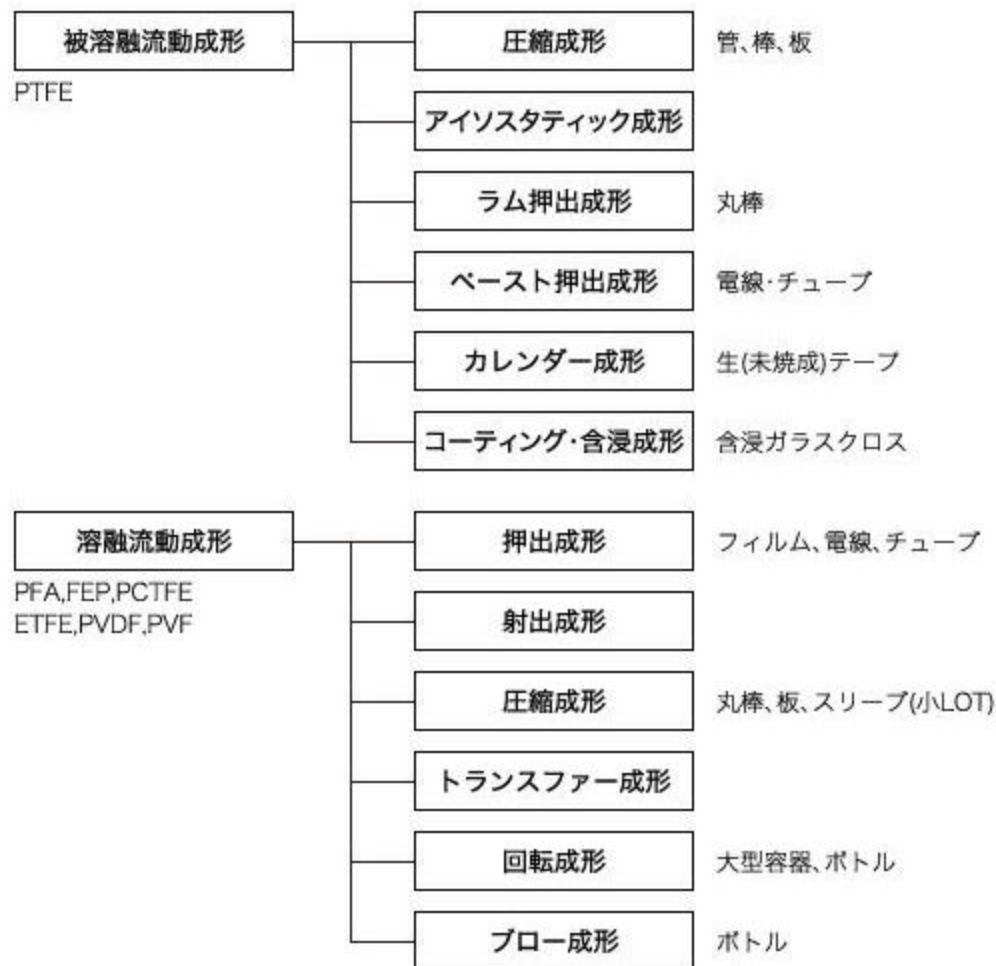 被溶融流動成形
圧縮成形
管、棒、板
PTFE
アイソスタティック成形
ラム押出成形
丸棒
ペースト押出成形
電線・チューブ
カレンダー成形
生(未焼成)テープ
コーティング・含浸成形
含浸ガラスクロス
溶融流動成形
押出成形
フィルム、電線、チューブ
PFA,FEP,PCTFE
ETFE,PVDF,PVF
射出成形
圧縮成形
丸棒、板、スリーブ(小LOT)
トランスファー成形
回転成形
大型容器、ボトル
ブロー成形
ボトル